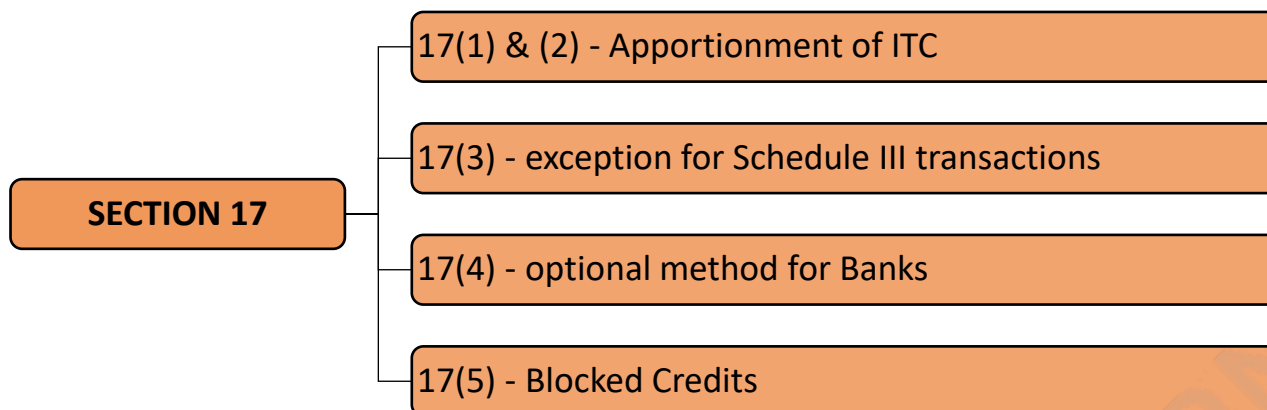 17(1) & (2) - Apportionment of ITC
17(3) - exception for Schedule III transactions
SECTION 17
17(4) - optional method for Banks
17(5) - Blocked Credits